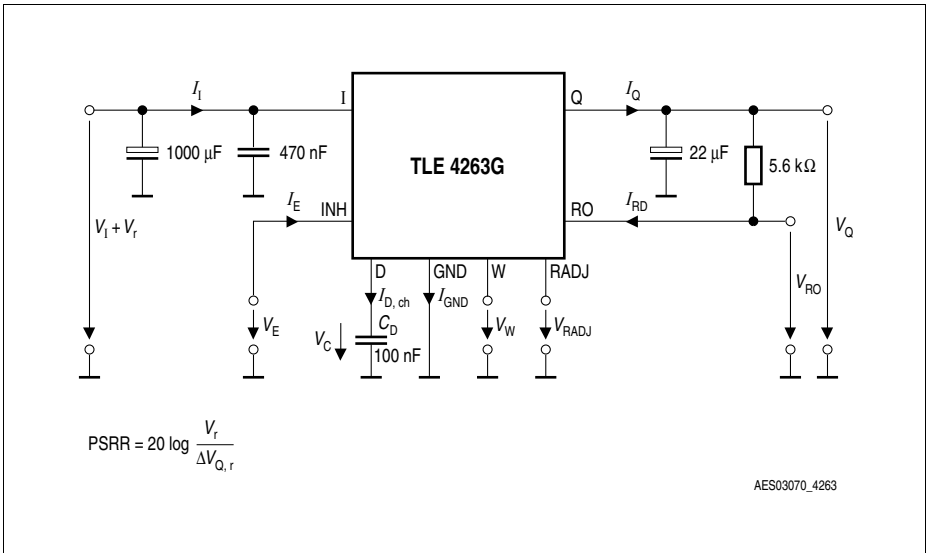 I_I I Q I_Q
1000 µF 470 nF TLE 4263G 22 µF 5.6 kΩ
I_E INH RO I_RD
V_I + V_r V_Q
D GND W RADJ
I_D, ch I_GND V_RO
V_E V_C C_D V_W V_RADJ
100 nF
PSRR = 20 log V_r / ΔV_Q, r
AES03070_4263